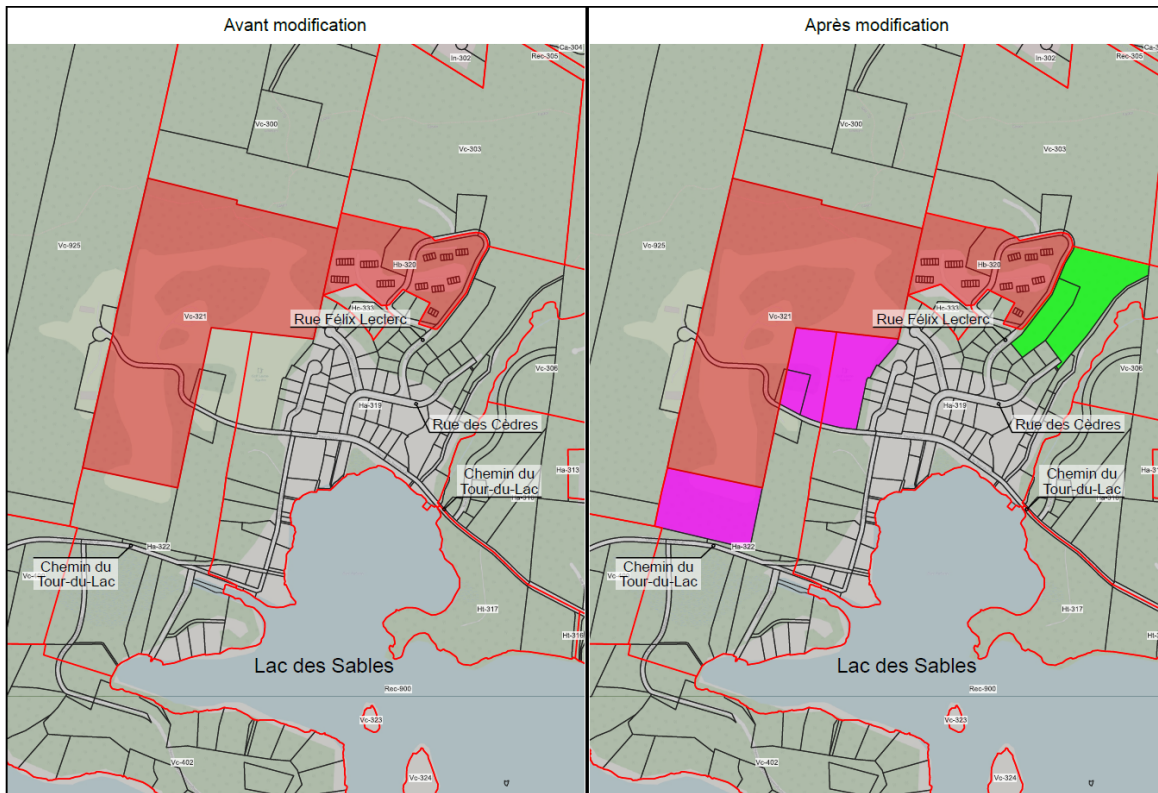 Avant modification
Ca-304
In-302
Rec-305
Vc-300
Vc-303
Vc-925
Hb-320
Vc-321
Rue Félix Leclerc
Vc-306
Ha-319
Rue des Cèdres
Chemin du
Tour-du-Lac
Ha-313
Ha-322
Chemin du
Tour-du-Lac
Ht-317
Lac des Sables
Rec-900
Vc-323
Vc-402
Vc-324
Après modification
In-302
Rec-305
Vc-300
Vc-303
Vc-925
Hb-320
Vc-321
Rue Félix Leclerc
Vc-306
Ha-319
Rue des Cèdres
Chemin du
Tour-du-Lac
Ha-313
Ha-322
Chemin du
Tour-du-Lac
Ht-317
Lac des Sables
Rec-900
Vc-323
Vc-402
Vc-324